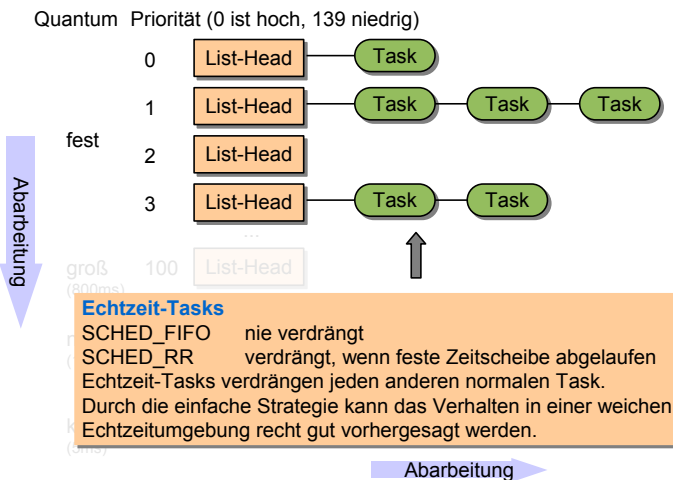 Quantum Priorität (0 ist hoch, 139 niedrig)
0 List-Head Task
1 List-Head Task Task Task
fest
2 List-Head
3 List-Head Task Task
Abarbeitung
...
groß 100 List-Head
(800ms)
Echtzeit-Tasks
SCHED_FIFO nie verdrängt
SCHED_RR verdrängt, wenn feste Zeitscheibe abgelaufen
Echtzeit-Tasks verdrängen jeden anderen normalen Task.
Durch die einfache Strategie kann das Verhalten in einer weichen
Echtzeitumgebung recht gut vorhergesagt werden.
(5ms)
Abarbeitung